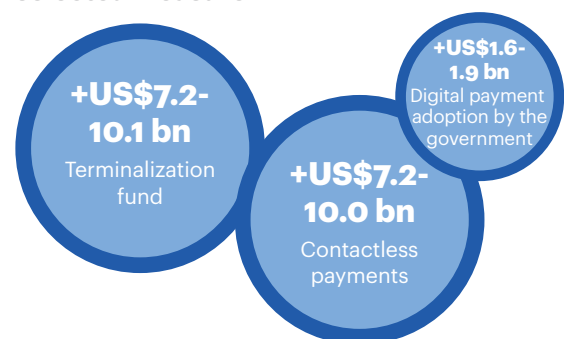 +US$7.2-
10.1 bn
Terminalization
fund
+US$7.2-
10.0 bn
Contactless
payments
+US$1.6-
1.9 bn
Digital payment
adoption by the
government